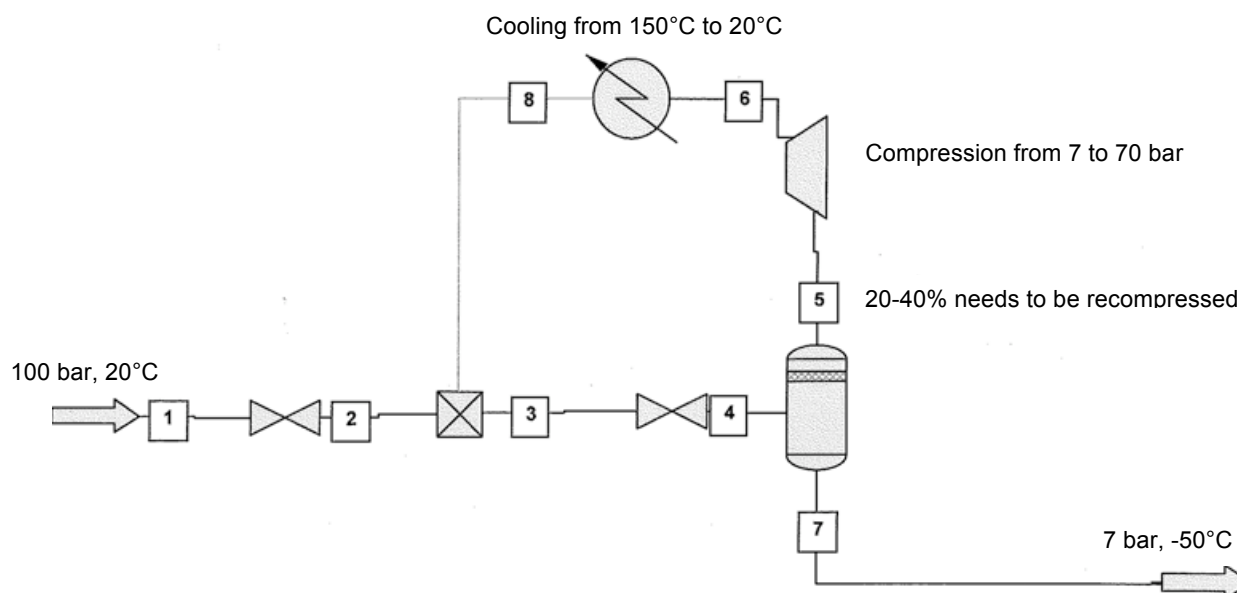 Cooling from 150°C to 20°C
8
6
Compression from 7 to 70 bar
5
20-40% needs to be recompressed
100 bar, 20°C
1
2
3
4
7
7 bar, -50°C